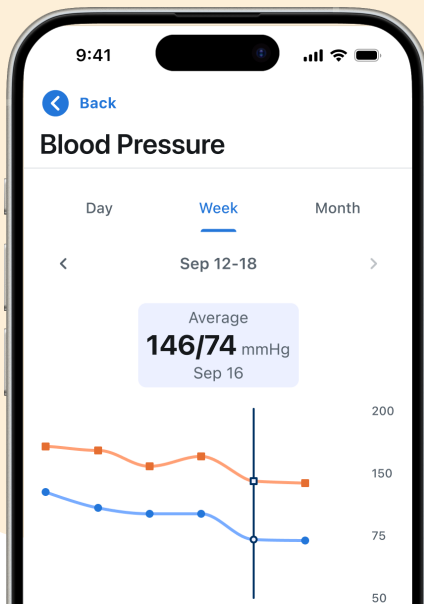 9:41
Back
Blood Pressure
Day Week Month
Sep 12-18
Average
146/74 mmHg
Sep 16
200
150
75
50